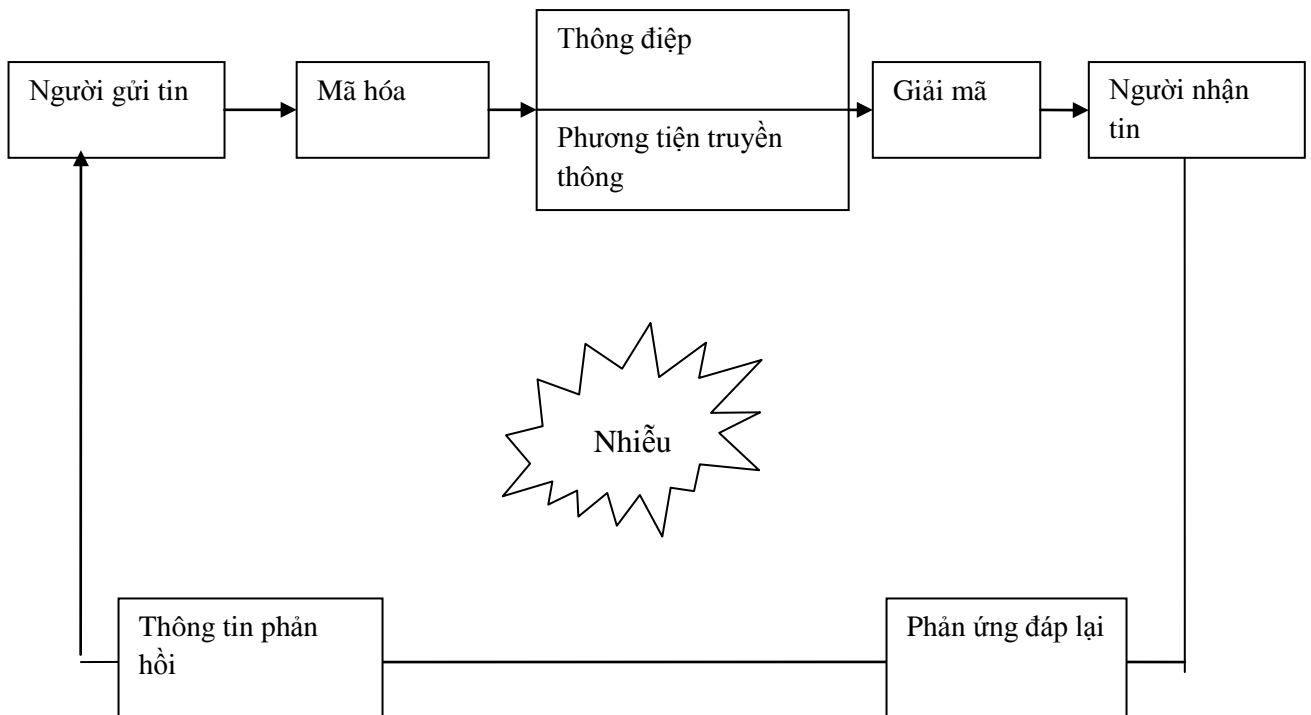 Thông điệp
Người gửi tin
Mã hóa
Giải mã
Người nhận
tin
Phương tiện truyền
thông
Nhiễu
Thông tin phản
hồi
Phản ứng đáp lại